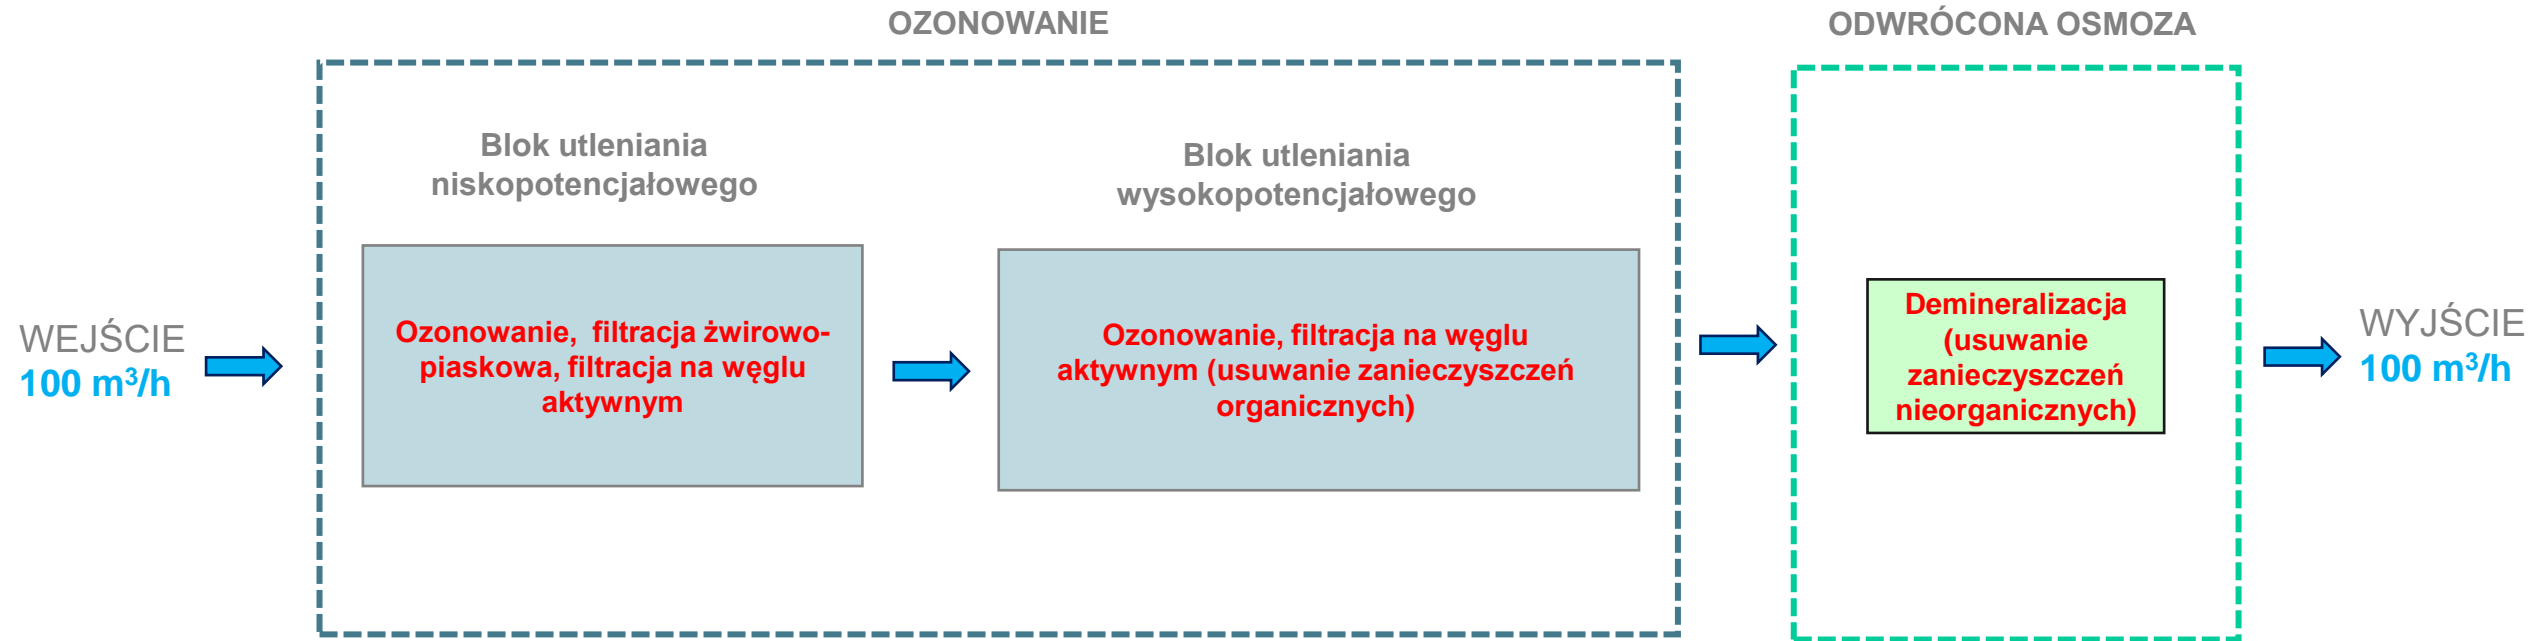 OZONOWANIE
ODWRÓCONA OSMOZA
Blok utleniania
niskopotencjałowego
Blok utleniania
wysokopotencjałowego
WEJŚCIE
100 m³/h
Ozonowanie, filtracja żwirowo-
piaskowa, filtracja na węglu
aktywnym
Ozonowanie, filtracja na węglu
aktywnym (usuwanie zanieczyszczeń
organicznych)
Demineralizacja
(usuwanie
zanieczyszczeń
nieorganicznych)
WYJŚCIE
100 m³/h